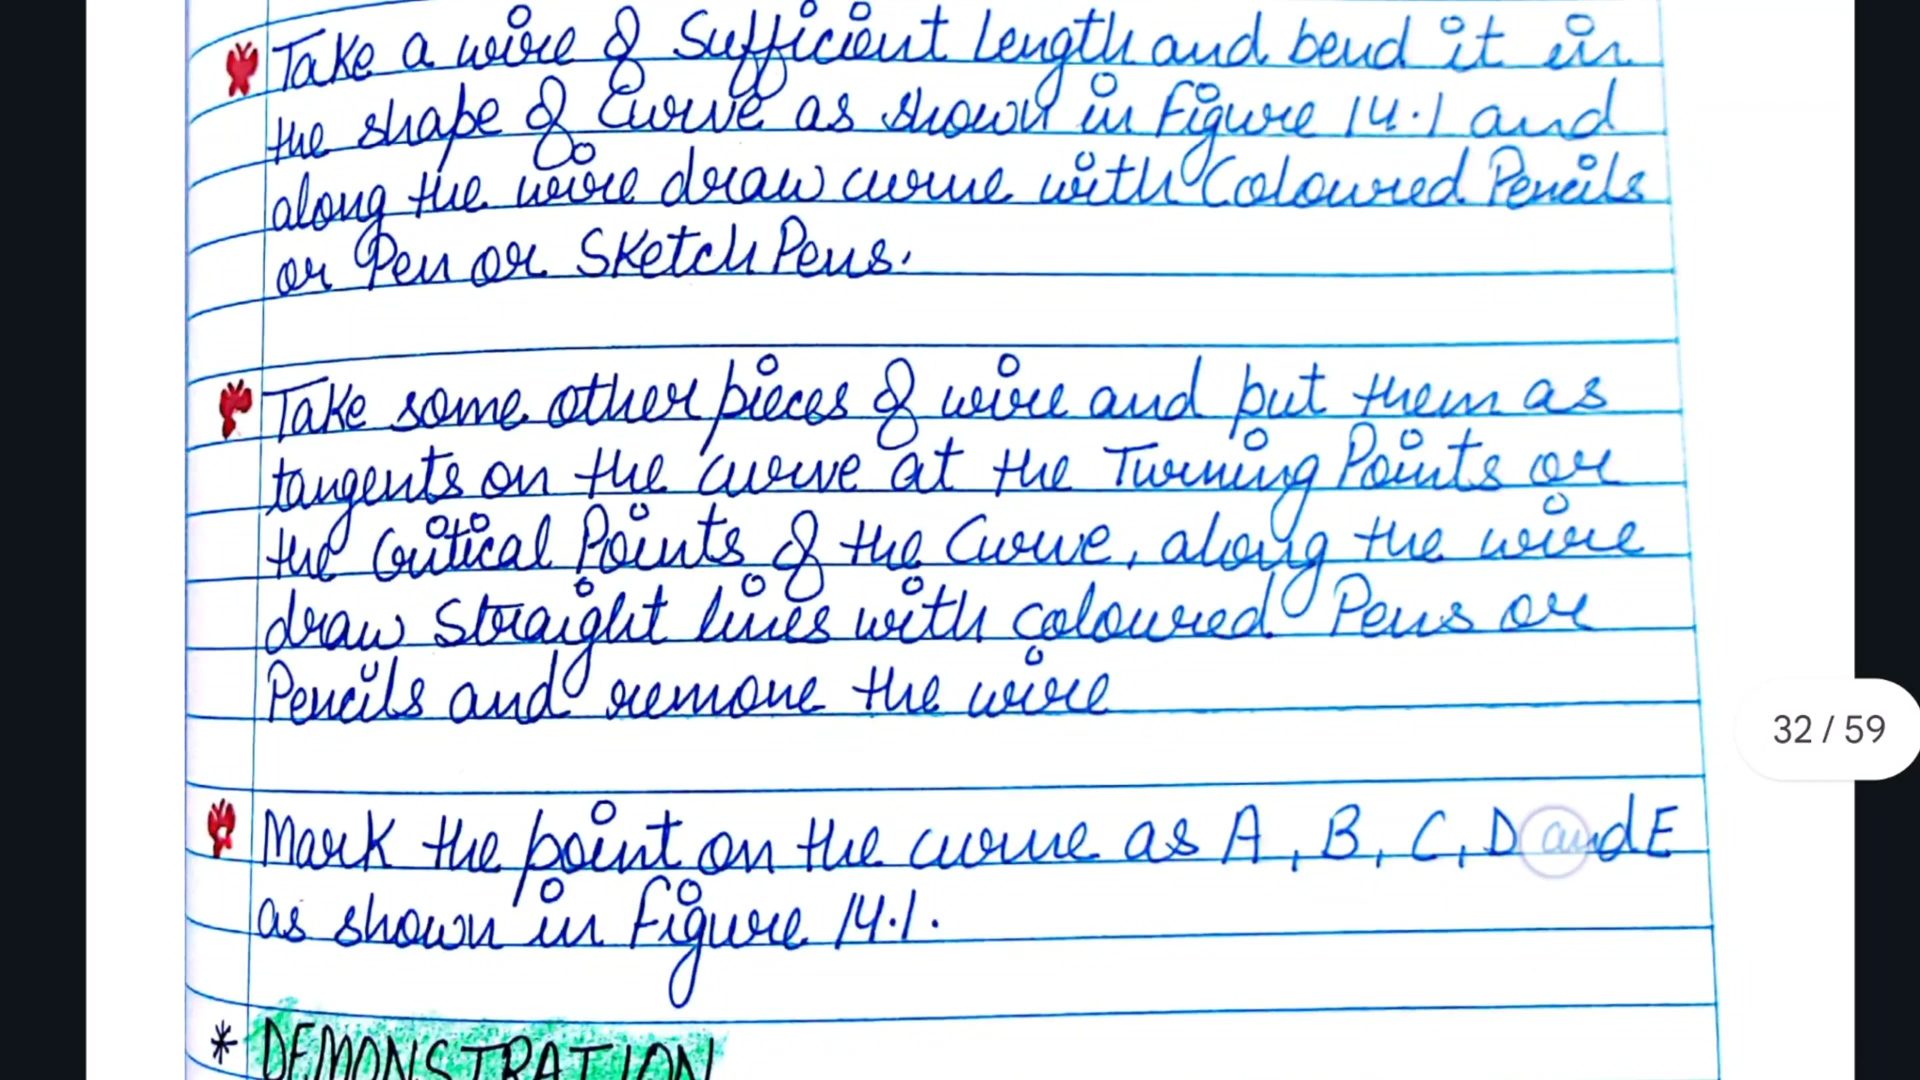 Take a wire of Sufficient Length and bend it in
the shape of Curve as shown in Figure 14.1 and
along the wire draw curve with Coloured Pencils
or Pen or Sketch Pens.
Take some other pieces of wire and put them as
tangents on the curve at the Turning Points or
the Critical Points of the Curve, along the wire
draw Straight lines with coloured Pens or
Pencils and remove the wire
32 / 59
Mark the point on the curve as A, B, C, D and E
as shown in Figure 14.1.
* DEMONSTRATION